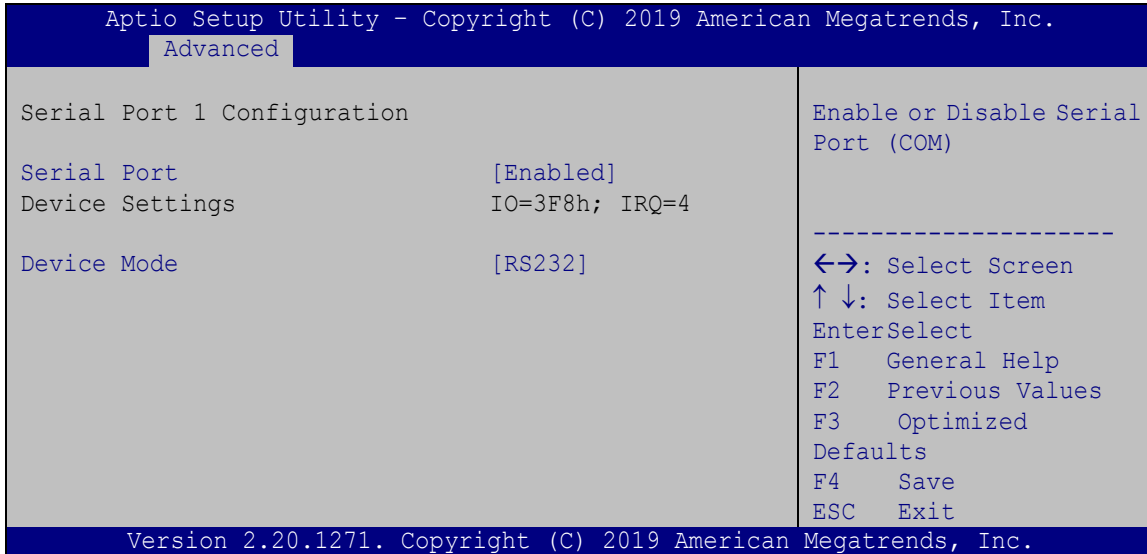 Aptio Setup Utility – Copyright (C) 2019 American Megatrends, Inc.
Advanced
Serial Port 1 Configuration
Serial Port [Enabled]
Device Settings IO=3F8h; IRQ=4
Device Mode [RS232]
Enable or Disable Serial
Port (COM)
---------------------
←→: Select Screen
↑ ↓: Select Item
EnterSelect
F1 General Help
F2 Previous Values
F3 Optimized
Defaults
F4 Save
ESC Exit
Version 2.20.1271. Copyright (C) 2019 American Megatrends, Inc.